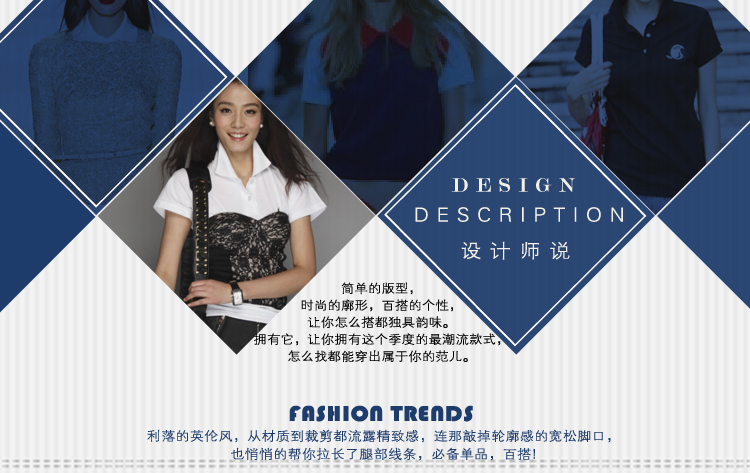 DESIGN
DESCRIPTION
设计师说
简单的版型，
时尚的廓形，百搭的个性，
让你怎么搭都独具韵味。
拥有它，让你拥有这个季度的最潮流款式，
怎么找都能穿出属于你的范儿。
FASHION TRENDS
利落的英伦风，从材质到裁剪都流露精致感，连那敲掉轮廓感的宽松脚口，
也悄悄的帮你拉长了腿部线条，必备单品，百搭!